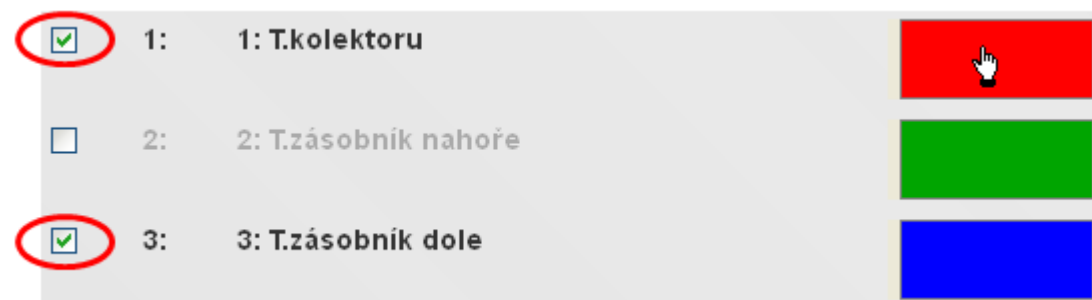 1: 1: T.kolektoru
2: 2: T.zásobník nahoře
3: 3: T.zásobník dole